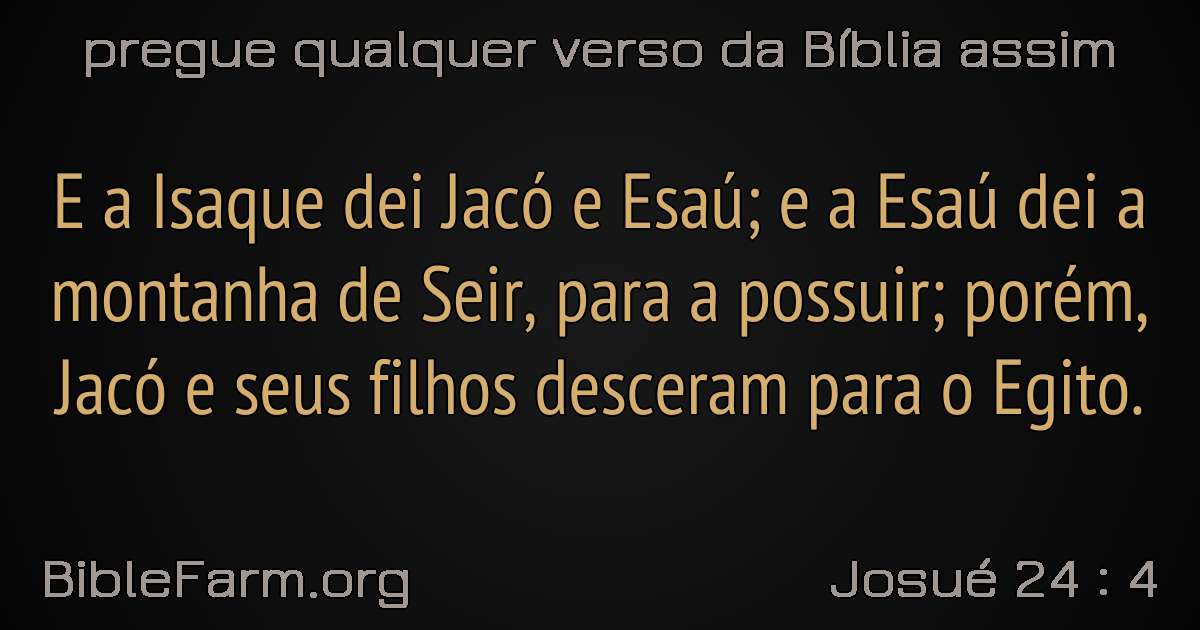 pregue qualquer verso da Bíblia assim
E a Isaque dei Jacó e Esaú; e a Esaú dei a
montanha de Seir, para a possuir; porém,
Jacó e seus filhos desceram para o Egito.
BibleFarm.org
Josué 24 : 4